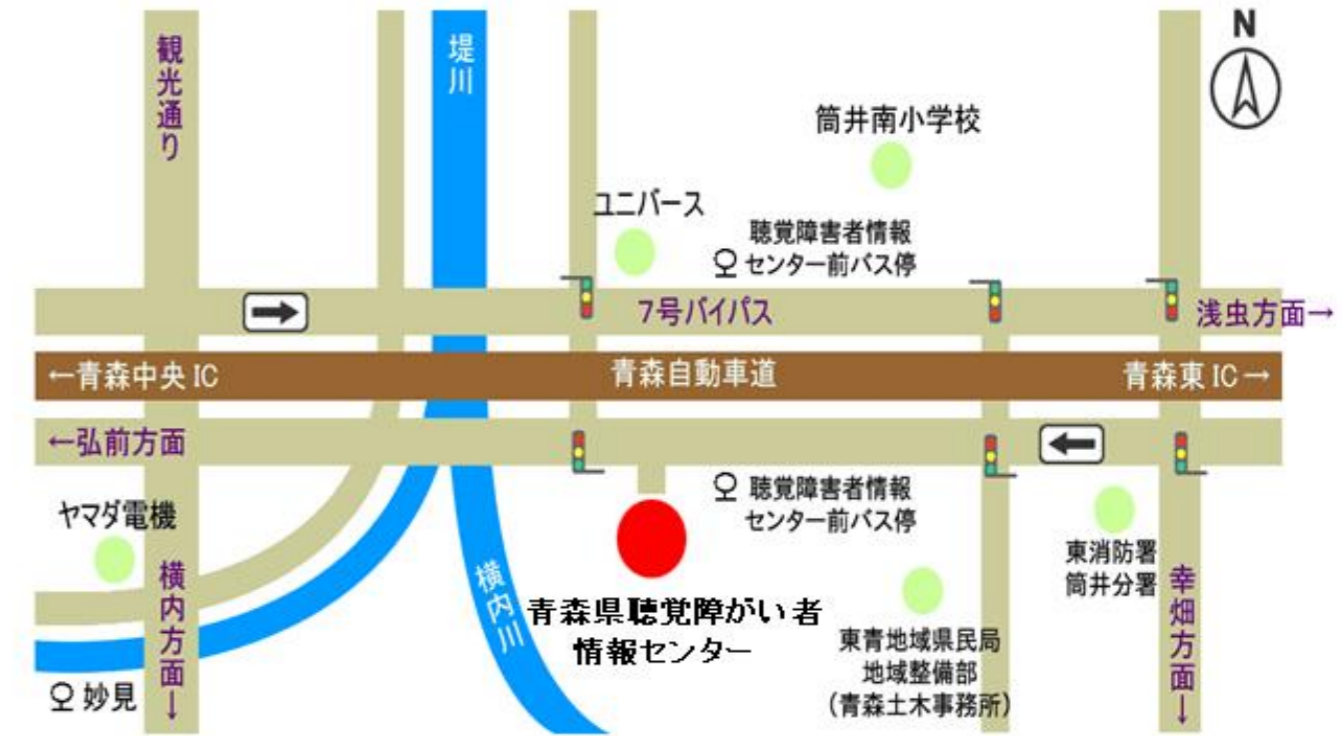 観光通り
堤川
N
筒井南小学校
ユニバース
聴覚障害者情報
センター前バス停
7号バイパス
浅虫方面→
←青森中央IC
青森自動車道
青森東IC→
←弘前方面
ヤマダ電機
横内方面↓
妙見
横内川
聴覚障害者情報
センター前バス停
青森県聴覚障がい者
情報センター
東青地域県民局
地域整備部
(青森土木事務所)
東消防署
筒井分署
幸畑方面↓